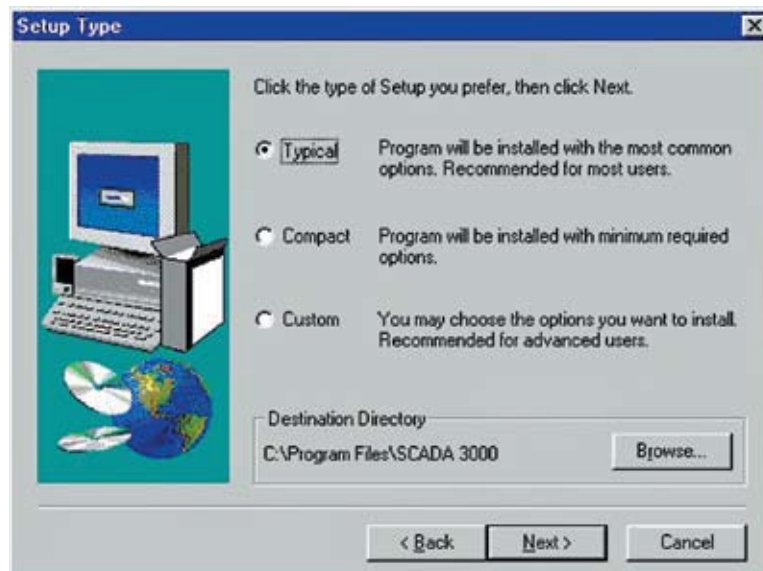 Setup Type
Click the type of Setup you prefer, then click Next.
Typical
Program will be installed with the most common
options. Recommended for most users.
Compact
Program will be installed with minimum required
options.
Custom
You may choose the options you want to install.
Recommended for advanced users.
Destination Directory
C:\Program Files\SCADA 3000
Browse...
< Back
Next >
Cancel